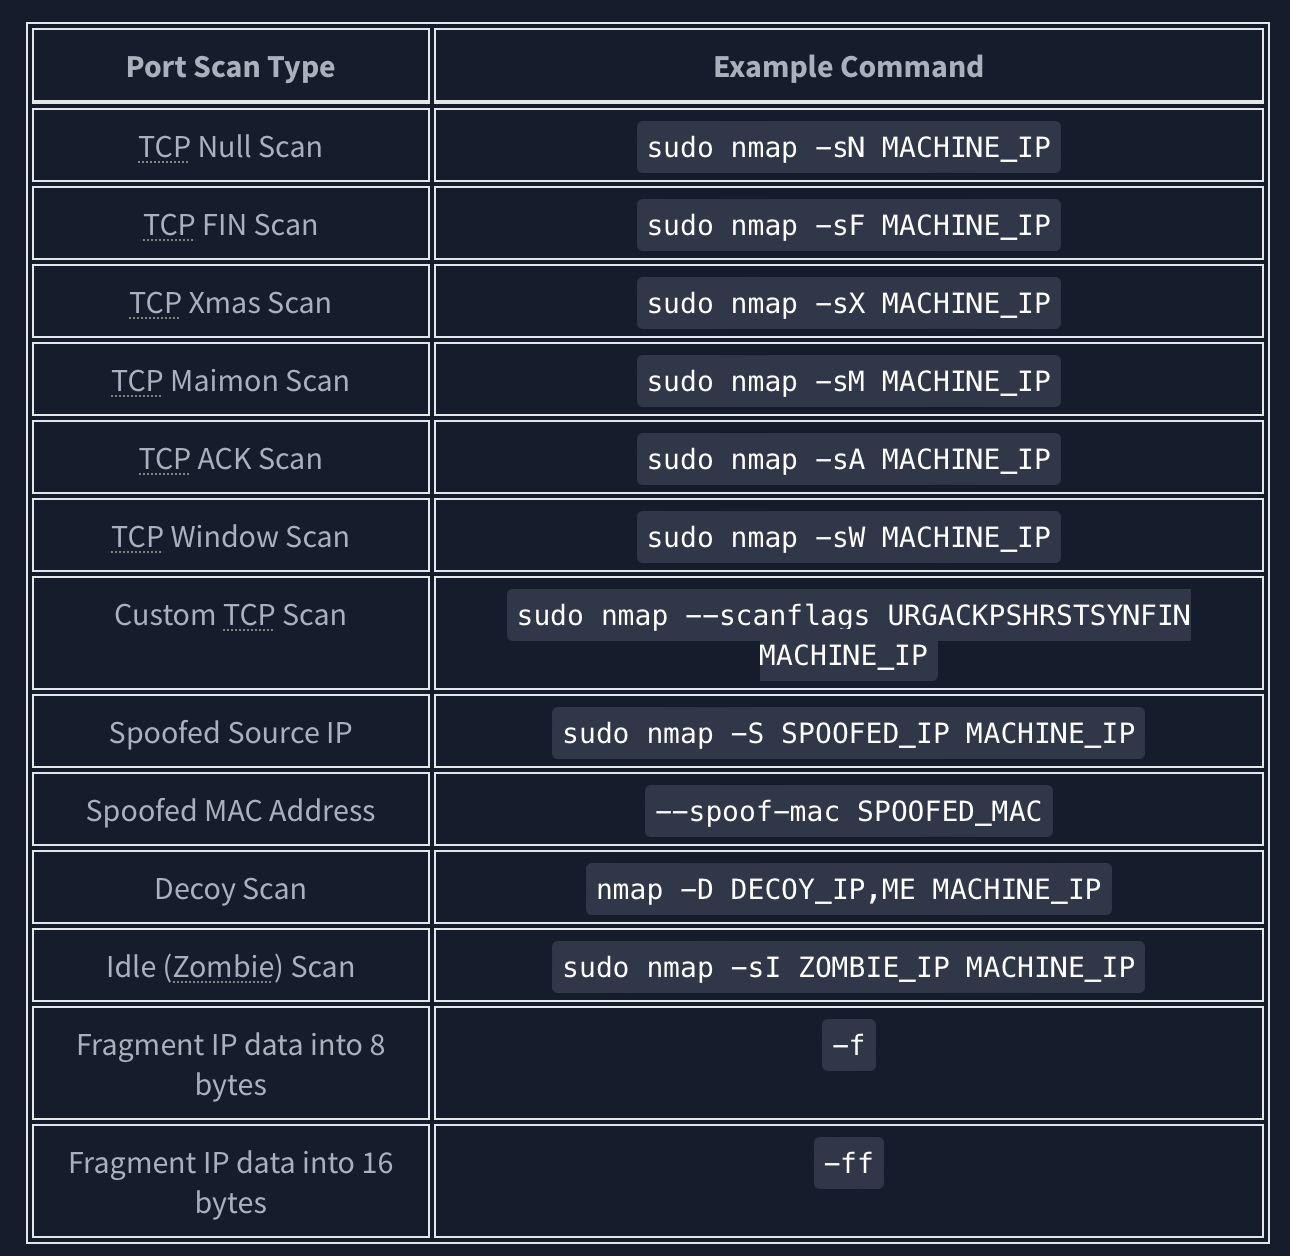 Port Scan Type
Example Command
TCP Null Scan
sudo nmap -sN MACHINE_IP
TCP FIN Scan
sudo nmap -sF MACHINE_IP
TCP Xmas Scan
sudo nmap -sX MACHINE_IP
TCP Maimon Scan
sudo nmap -sM MACHINE_IP
TCP ACK Scan
sudo nmap -sA MACHINE_IP
TCP Window Scan
sudo nmap -sW MACHINE_IP
Custom TCP Scan
sudo nmap --scanflags URGACKPSHRSTSYNFIN
MACHINE_IP
Spoofed Source IP
sudo nmap -S SPOOFED_IP MACHINE_IP
Spoofed MAC Address
--spoof-mac SPOOFED_MAC
Decoy Scan
nmap -D DECOY_IP,ME MACHINE_IP
Idle (Zombie) Scan
sudo nmap -sI ZOMBIE_IP MACHINE_IP
Fragment IP data into 8
bytes
-f
Fragment IP data into 16
bytes
-ff